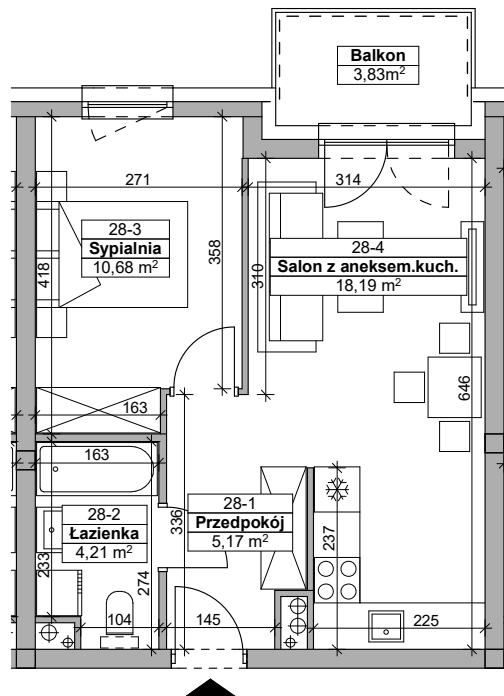 Balkon
3,83m²
271
314
28-3
Sypialnia
10,68 m²
28-4
Salon z aneksem.kuch.
18,19 m²
418
358
310
646
163
163
28-2
Łazienka
4,21 m²
28-1
Przedpokój
5,17 m²
336
237
233
274
104
145
225